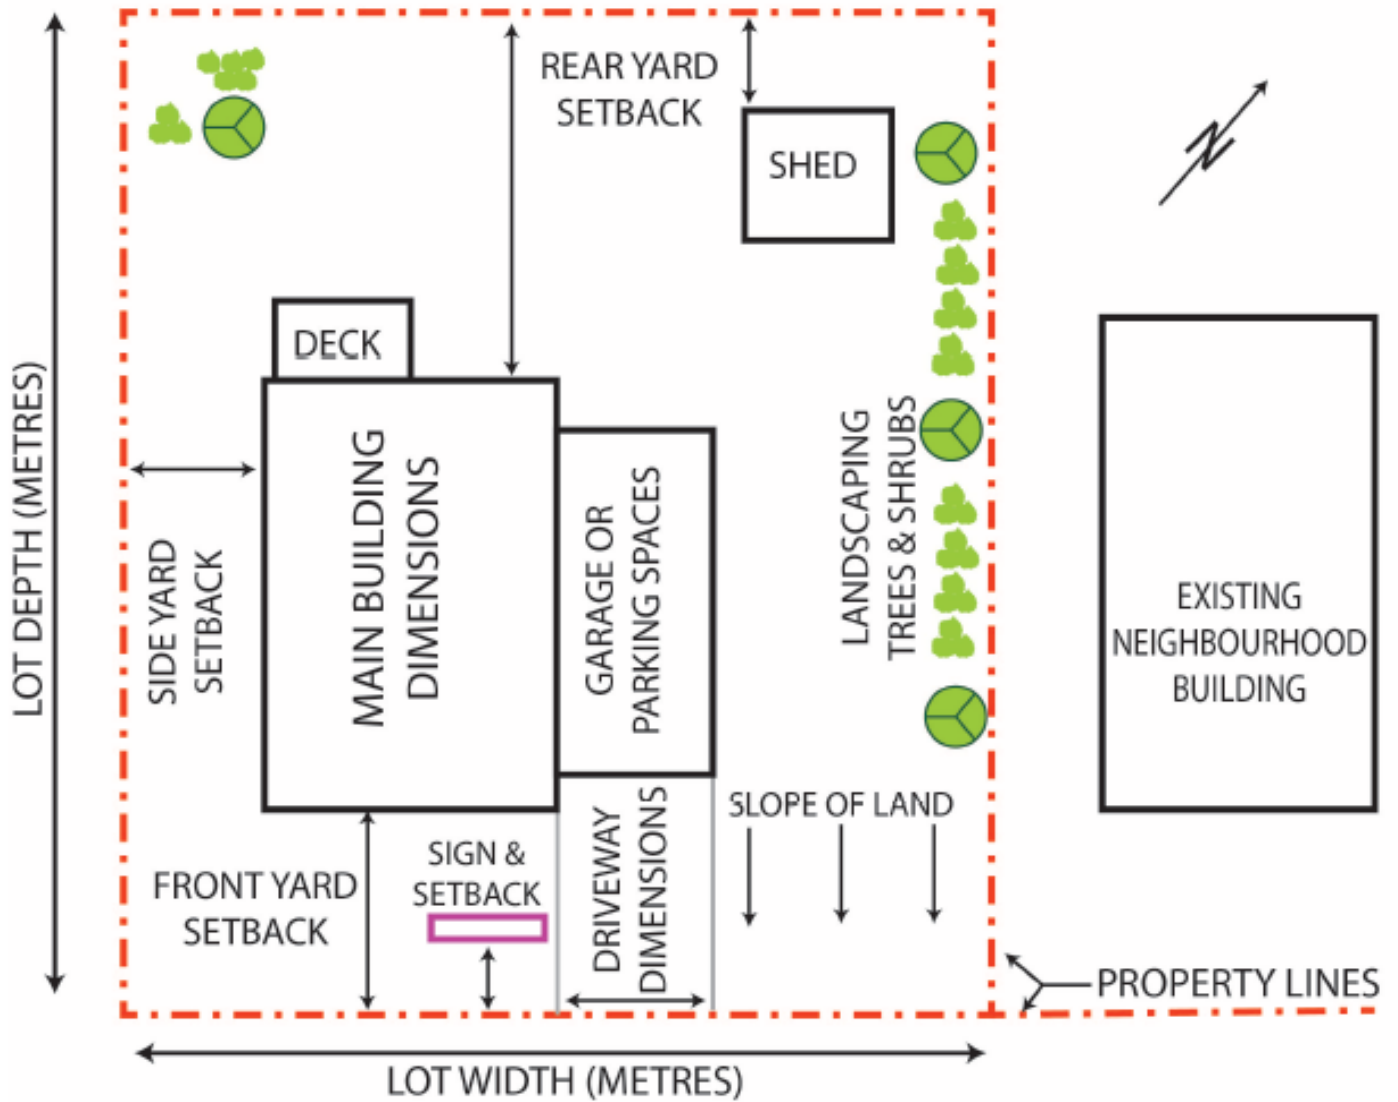 REAR YARD
SETBACK
SHED
N
DECK
LOT DEPTH (METRES)
SIDE YARD
SETBACK
MAIN BUILDING
DIMENSIONS
GARAGE OR
PARKING SPACES
LANDSCAPING
TREES & SHRUBS
EXISTING
NEIGHBOURHOOD
BUILDING
SLOPE OF LAND
FRONT YARD
SETBACK
SIGN &
SETBACK
DRIVEWAY
DIMENSIONS
PROPERTY LINES
LOT WIDTH (METRES)